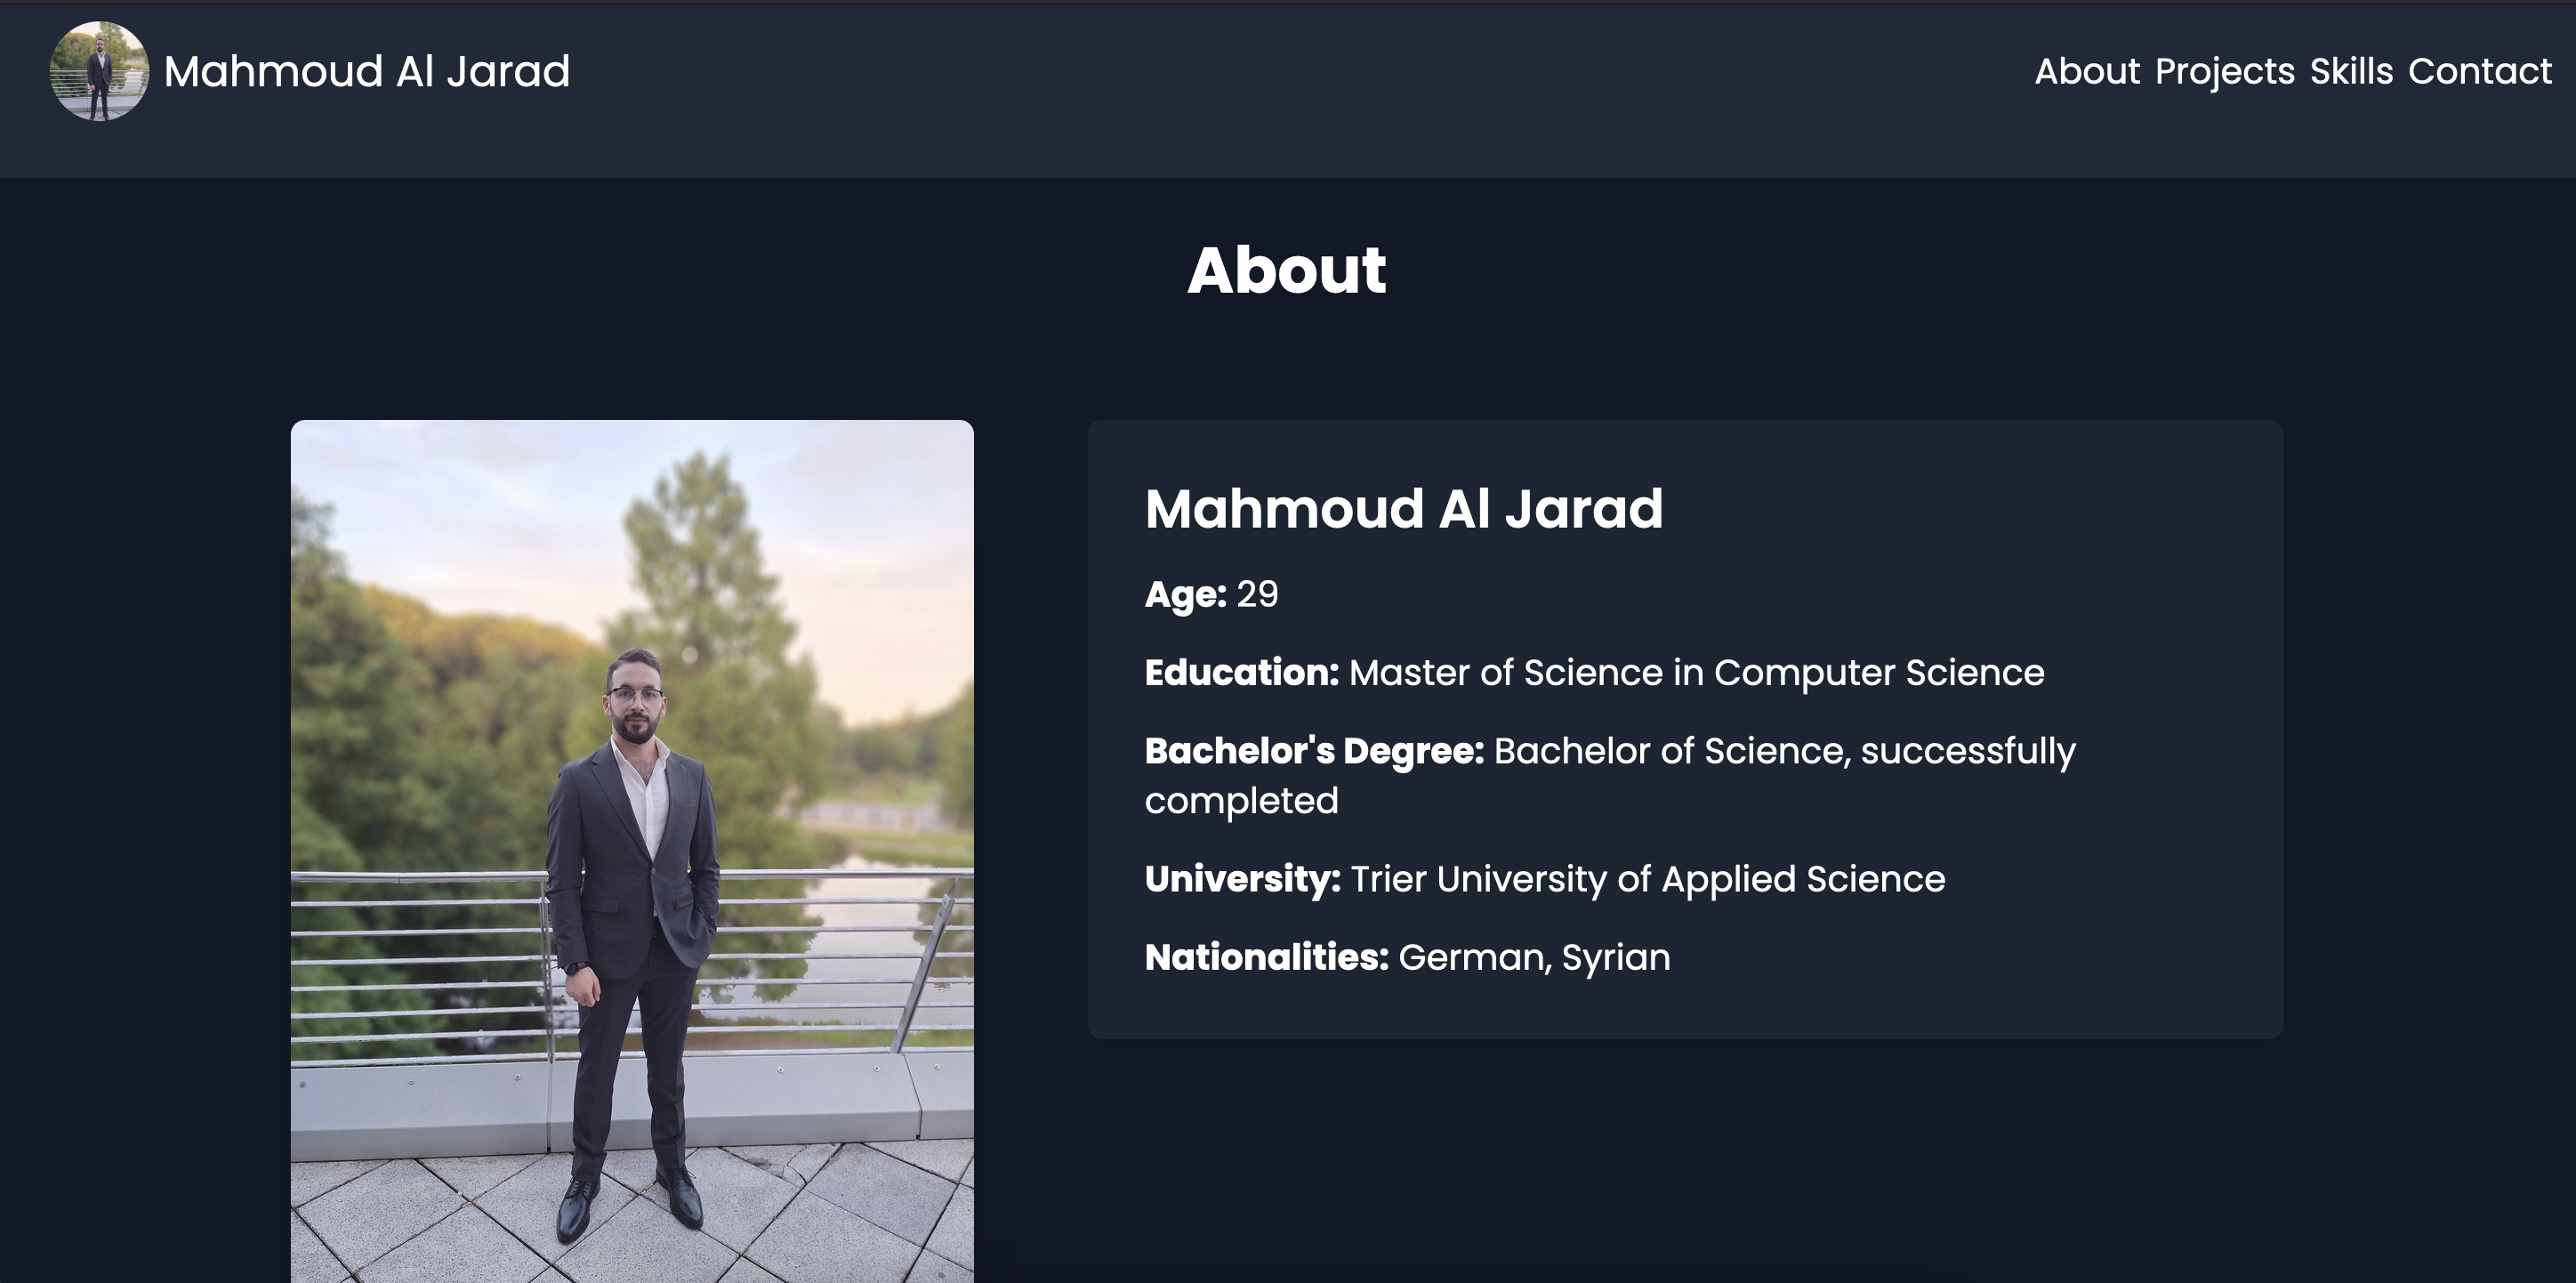 Mahmoud Al Jarad
About Projects Skills Contact
About
Mahmoud Al Jarad
Age: 29
Education: Master of Science in Computer Science
Bachelor's Degree: Bachelor of Science, successfully
completed
University: Trier University of Applied Science
Nationalities: German, Syrian